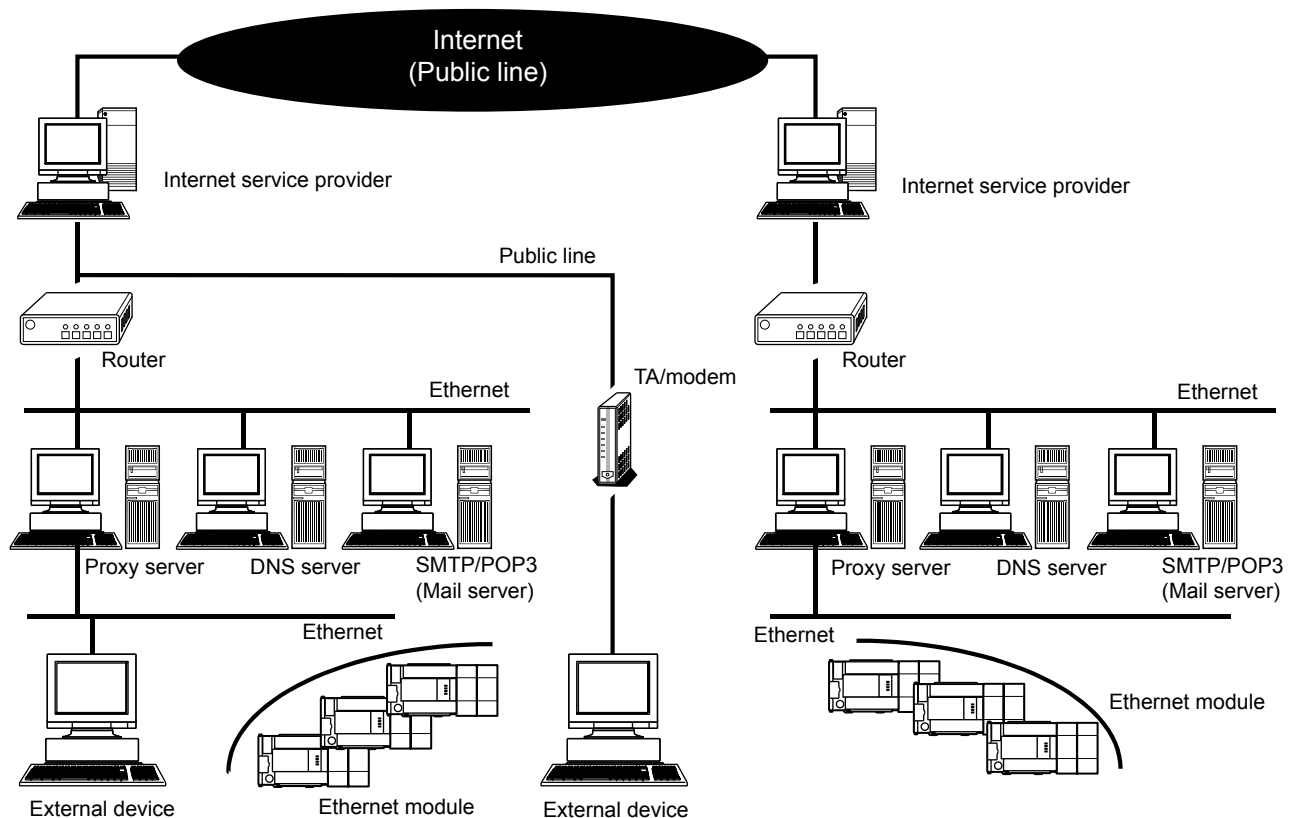 Internet
(Public line)
Internet service provider
Internet service provider
Public line
Router
Router
TA/modem
Ethernet
Ethernet
Proxy server
DNS server
SMTP/POP3
(Mail server)
Proxy server
DNS server
SMTP/POP3
(Mail server)
Ethernet
Ethernet
Ethernet module
External device
Ethernet module
External device